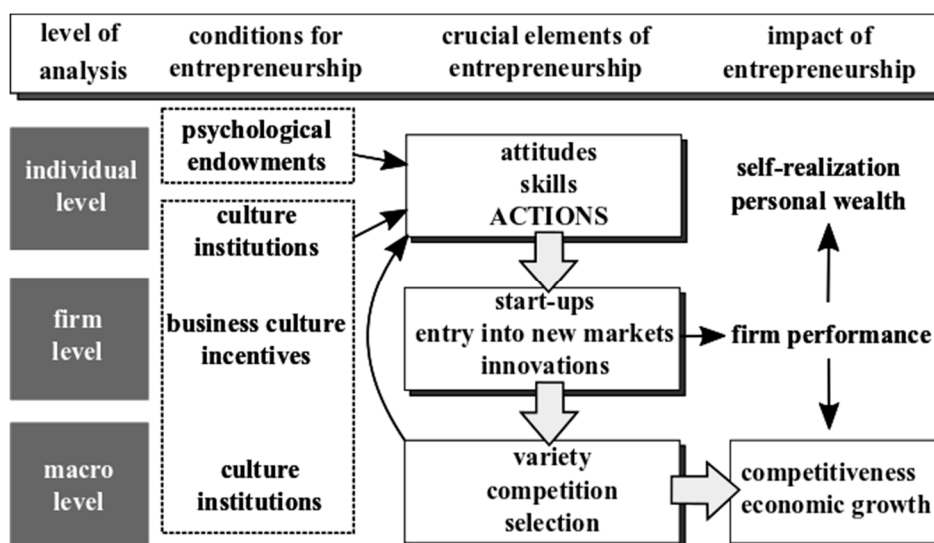 level of analysis
conditions for entrepreneurship
crucial elements of entrepreneurship
impact of entrepreneurship
individual level
psychological endowments
culture institutions
attitudes
skills
ACTIONS
self-realization
personal wealth
firm level
business culture
incentives
start-ups
entry into new markets
innovations
firm performance
macro level
culture
institutions
variety
competition
selection
competitiveness
economic growth